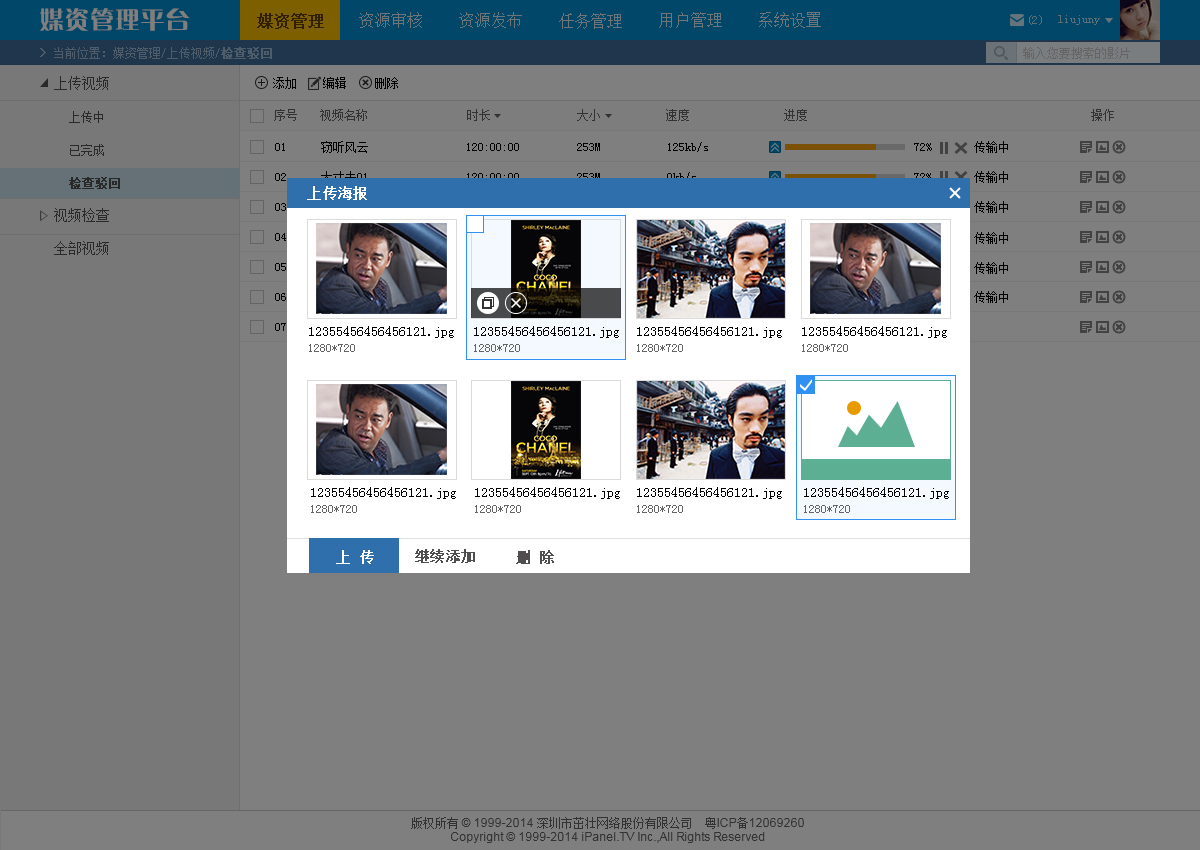 媒资管理平台
媒资管理 资源审核 资源发布 任务管理 用户管理 系统设置
(2) liujuny
当前位置：媒资管理/上传视频/检查驳回
输入您要搜索的影片
上传视频
上传中
已完成
检查驳回
视频检查
全部视频
添加 编辑 删除
序号 视频名称 时长 大小 速度 进度 操作
01 窃听风云 120:00:00 253M 125kb/s 72% 传输中
02 大丈夫01 120:00:00 253M 0kb/s 72% 传输中
03 传输中
04 传输中
05 传输中
06 传输中
07
上传海报
SHIRLEY MACLAINE
COCO
CHANEL
12355456456456121.jpg 12355456456456121.jpg 12355456456456121.jpg 12355456456456121.jpg
1280*720 1280*720 1280*720 1280*720
SHIRLEY MACLAINE
COCO
CHANEL
12355456456456121.jpg 12355456456456121.jpg 12355456456456121.jpg 12355456456456121.jpg
1280*720 1280*720 1280*720 1280*720
上 传 继续添加 删 除
版权所有 © 1999-2014 深圳市茁壮网络股份有限公司 粤ICP备12069260
Copyright © 1999-2014 iPanel.TV Inc.,All Rights Reserved